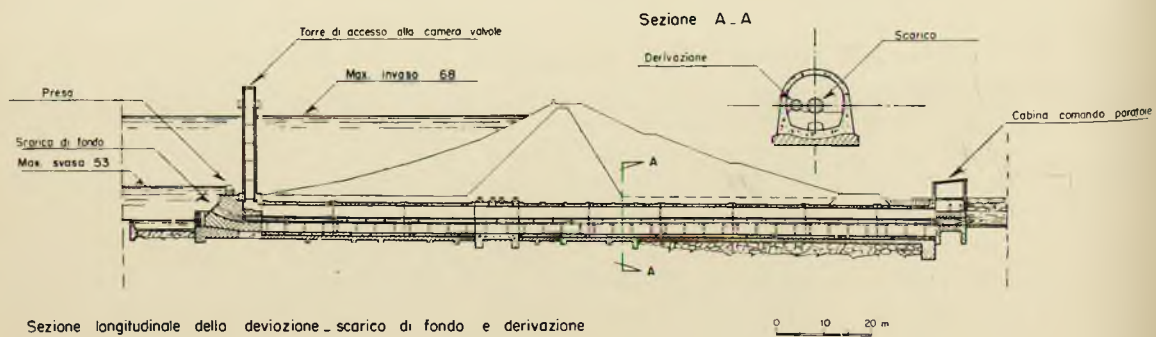 Sezione A_A
Torre di accesso alla camera valvole
Scarico
Derivazione
Max. invaso 68
Presa
Cabina comando paratoie
Scarico di fondo
Max. svaso 53
A
A
Sezione longitudinale della deviazione _ scarico di fondo e derivazione
0 10 20 m